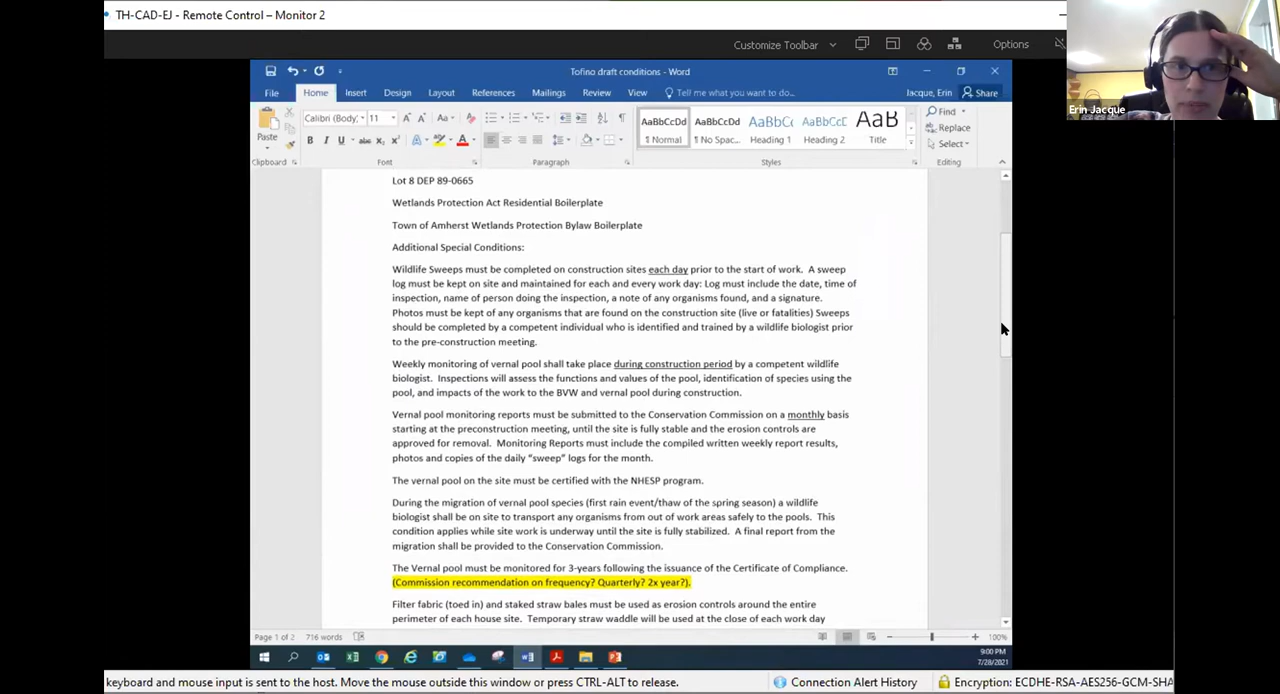 TH-CAD-EJ - Remote Control – Monitor 2
Customize Toolbar
Options
Erin Jacque
Tofino draft conditions - Word
File Home Insert Design Layout References Mailings Review View Tell me what you want to do... Jacque, Erin Share
Paste
Calibri (Body) 11
AaBbCcDd AaBbCcDd AaBbCc AaBbCcC AaB
¶ Normal ¶ No Spac... Heading 1 Heading 2 Title
Find
Replace
Select
Clipboard Font Paragraph Styles Editing
Lot 8 DEP 89-0665
Wetlands Protection Act Residential Boilerplate
Town of Amherst Wetlands Protection Bylaw Boilerplate
Additional Special Conditions:
Wildlife Sweeps must be completed on construction sites each day prior to the start of work. A sweep
log must be kept on site and maintained for each and every work day: Log must include the date, time of
inspection, name of person doing the inspection, a note of any organisms found, and a signature.
Photos must be kept of any organisms that are found on the construction site (live or fatalities) Sweeps
should be completed by a competent individual who is identified and trained by a wildlife biologist prior
to the pre-construction meeting.
Weekly monitoring of vernal pool shall take place during construction period by a competent wildlife
biologist. Inspections will assess the functions and values of the pool, identification of species using the
pool, and impacts of the work to the BVW and vernal pool during construction.
Vernal pool monitoring reports must be submitted to the Conservation Commission on a monthly basis
starting at the preconstruction meeting, until the site is fully stable and the erosion controls are
approved for removal. Monitoring Reports must include the compiled written weekly report results,
photos and copies of the daily “sweep” logs for the month.
The vernal pool on the site must be certified with the NHESP program.
During the migration of vernal pool species (first rain event/thaw of the spring season) a wildlife
biologist shall be on site to transport any organisms from out of work areas safely to the pools. This
condition applies while site work is underway until the site is fully stabilized. A final report from the
migration shall be provided to the Conservation Commission.
The Vernal pool must be monitored for 3-years following the issuance of the Certificate of Compliance.
(Commission recommendation on frequency? Quarterly? 2x year?).
Filter fabric (toed in) and staked straw bales must be used as erosion controls around the entire
perimeter of each house site. Temporary straw waddle will be used at the close of each work day
Page 1 of 2 716 words 100%
9:00 PM
7/28/2021
keyboard and mouse input is sent to the host. Move the mouse outside this window or press CTRL-ALT to release. Connection Alert History Encryption: ECDHE-RSA-AES256-GCM-SHA